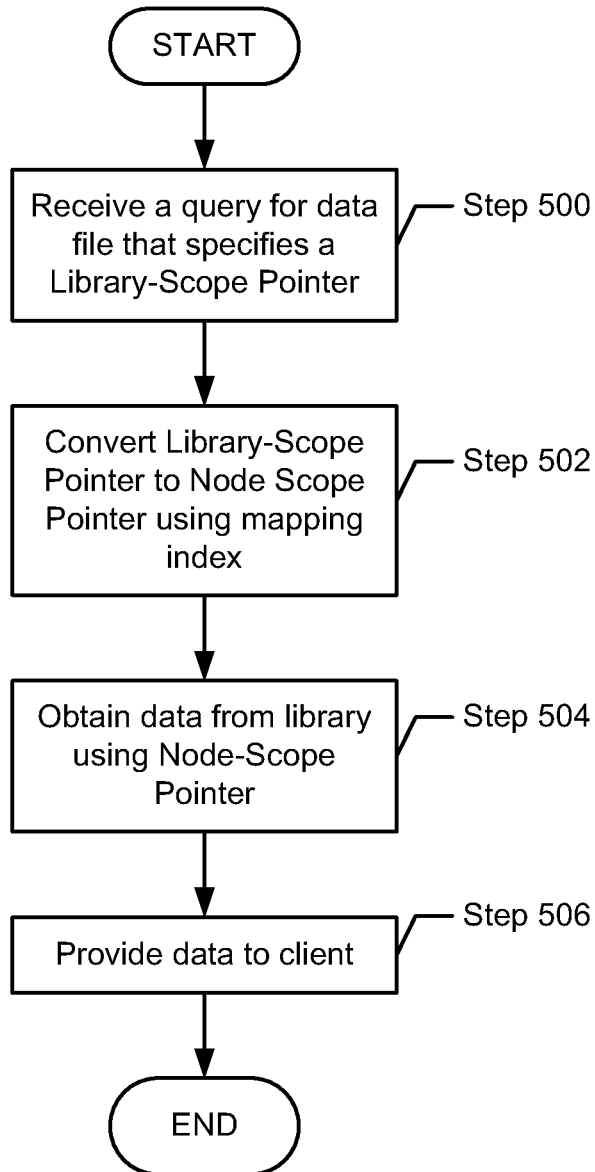 START
Receive a query for data
file that specifies a
Library-Scope Pointer
Step 500
Convert Library-Scope
Pointer to Node Scope
Pointer using mapping
index
Step 502
Obtain data from library
using Node-Scope
Pointer
Step 504
Provide data to client
Step 506
END